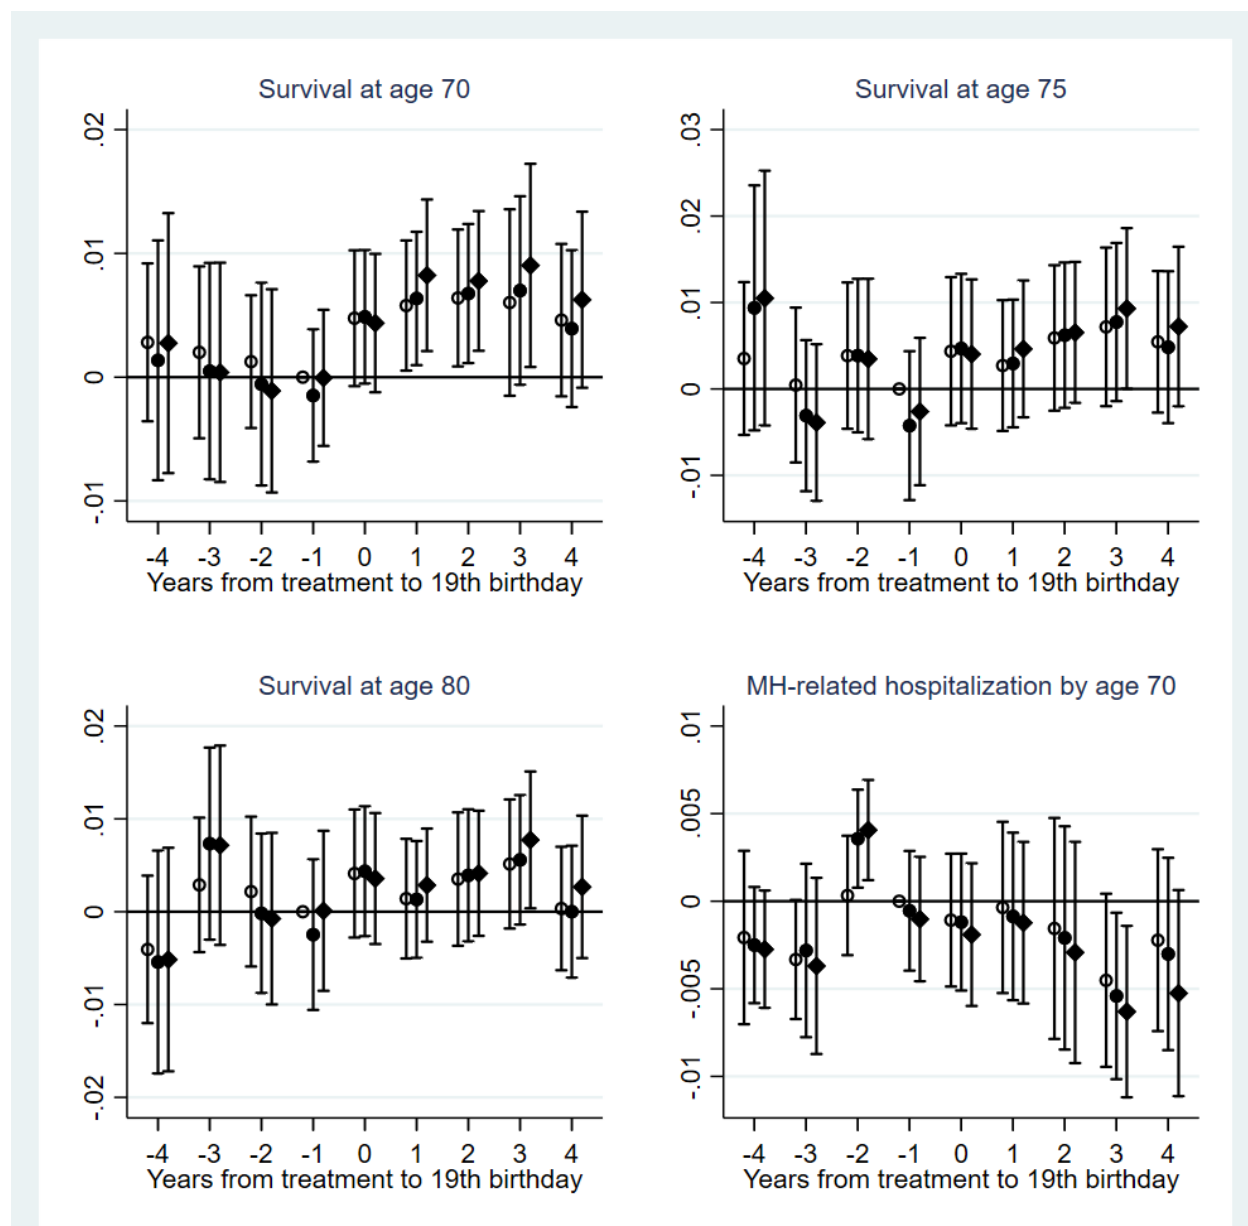 Survival at age 70
.02
.01
0
-.01
-4 -3 -2 -1 0 1 2 3 4
Years from treatment to 19th birthday
Survival at age 75
.03
.02
.01
0
-.01
-4 -3 -2 -1 0 1 2 3 4
Years from treatment to 19th birthday
Survival at age 80
.02
.01
0
-.01
-.02
-4 -3 -2 -1 0 1 2 3 4
Years from treatment to 19th birthday
MH-related hospitalization by age 70
.01
.005
0
-.005
-.01
-4 -3 -2 -1 0 1 2 3 4
Years from treatment to 19th birthday